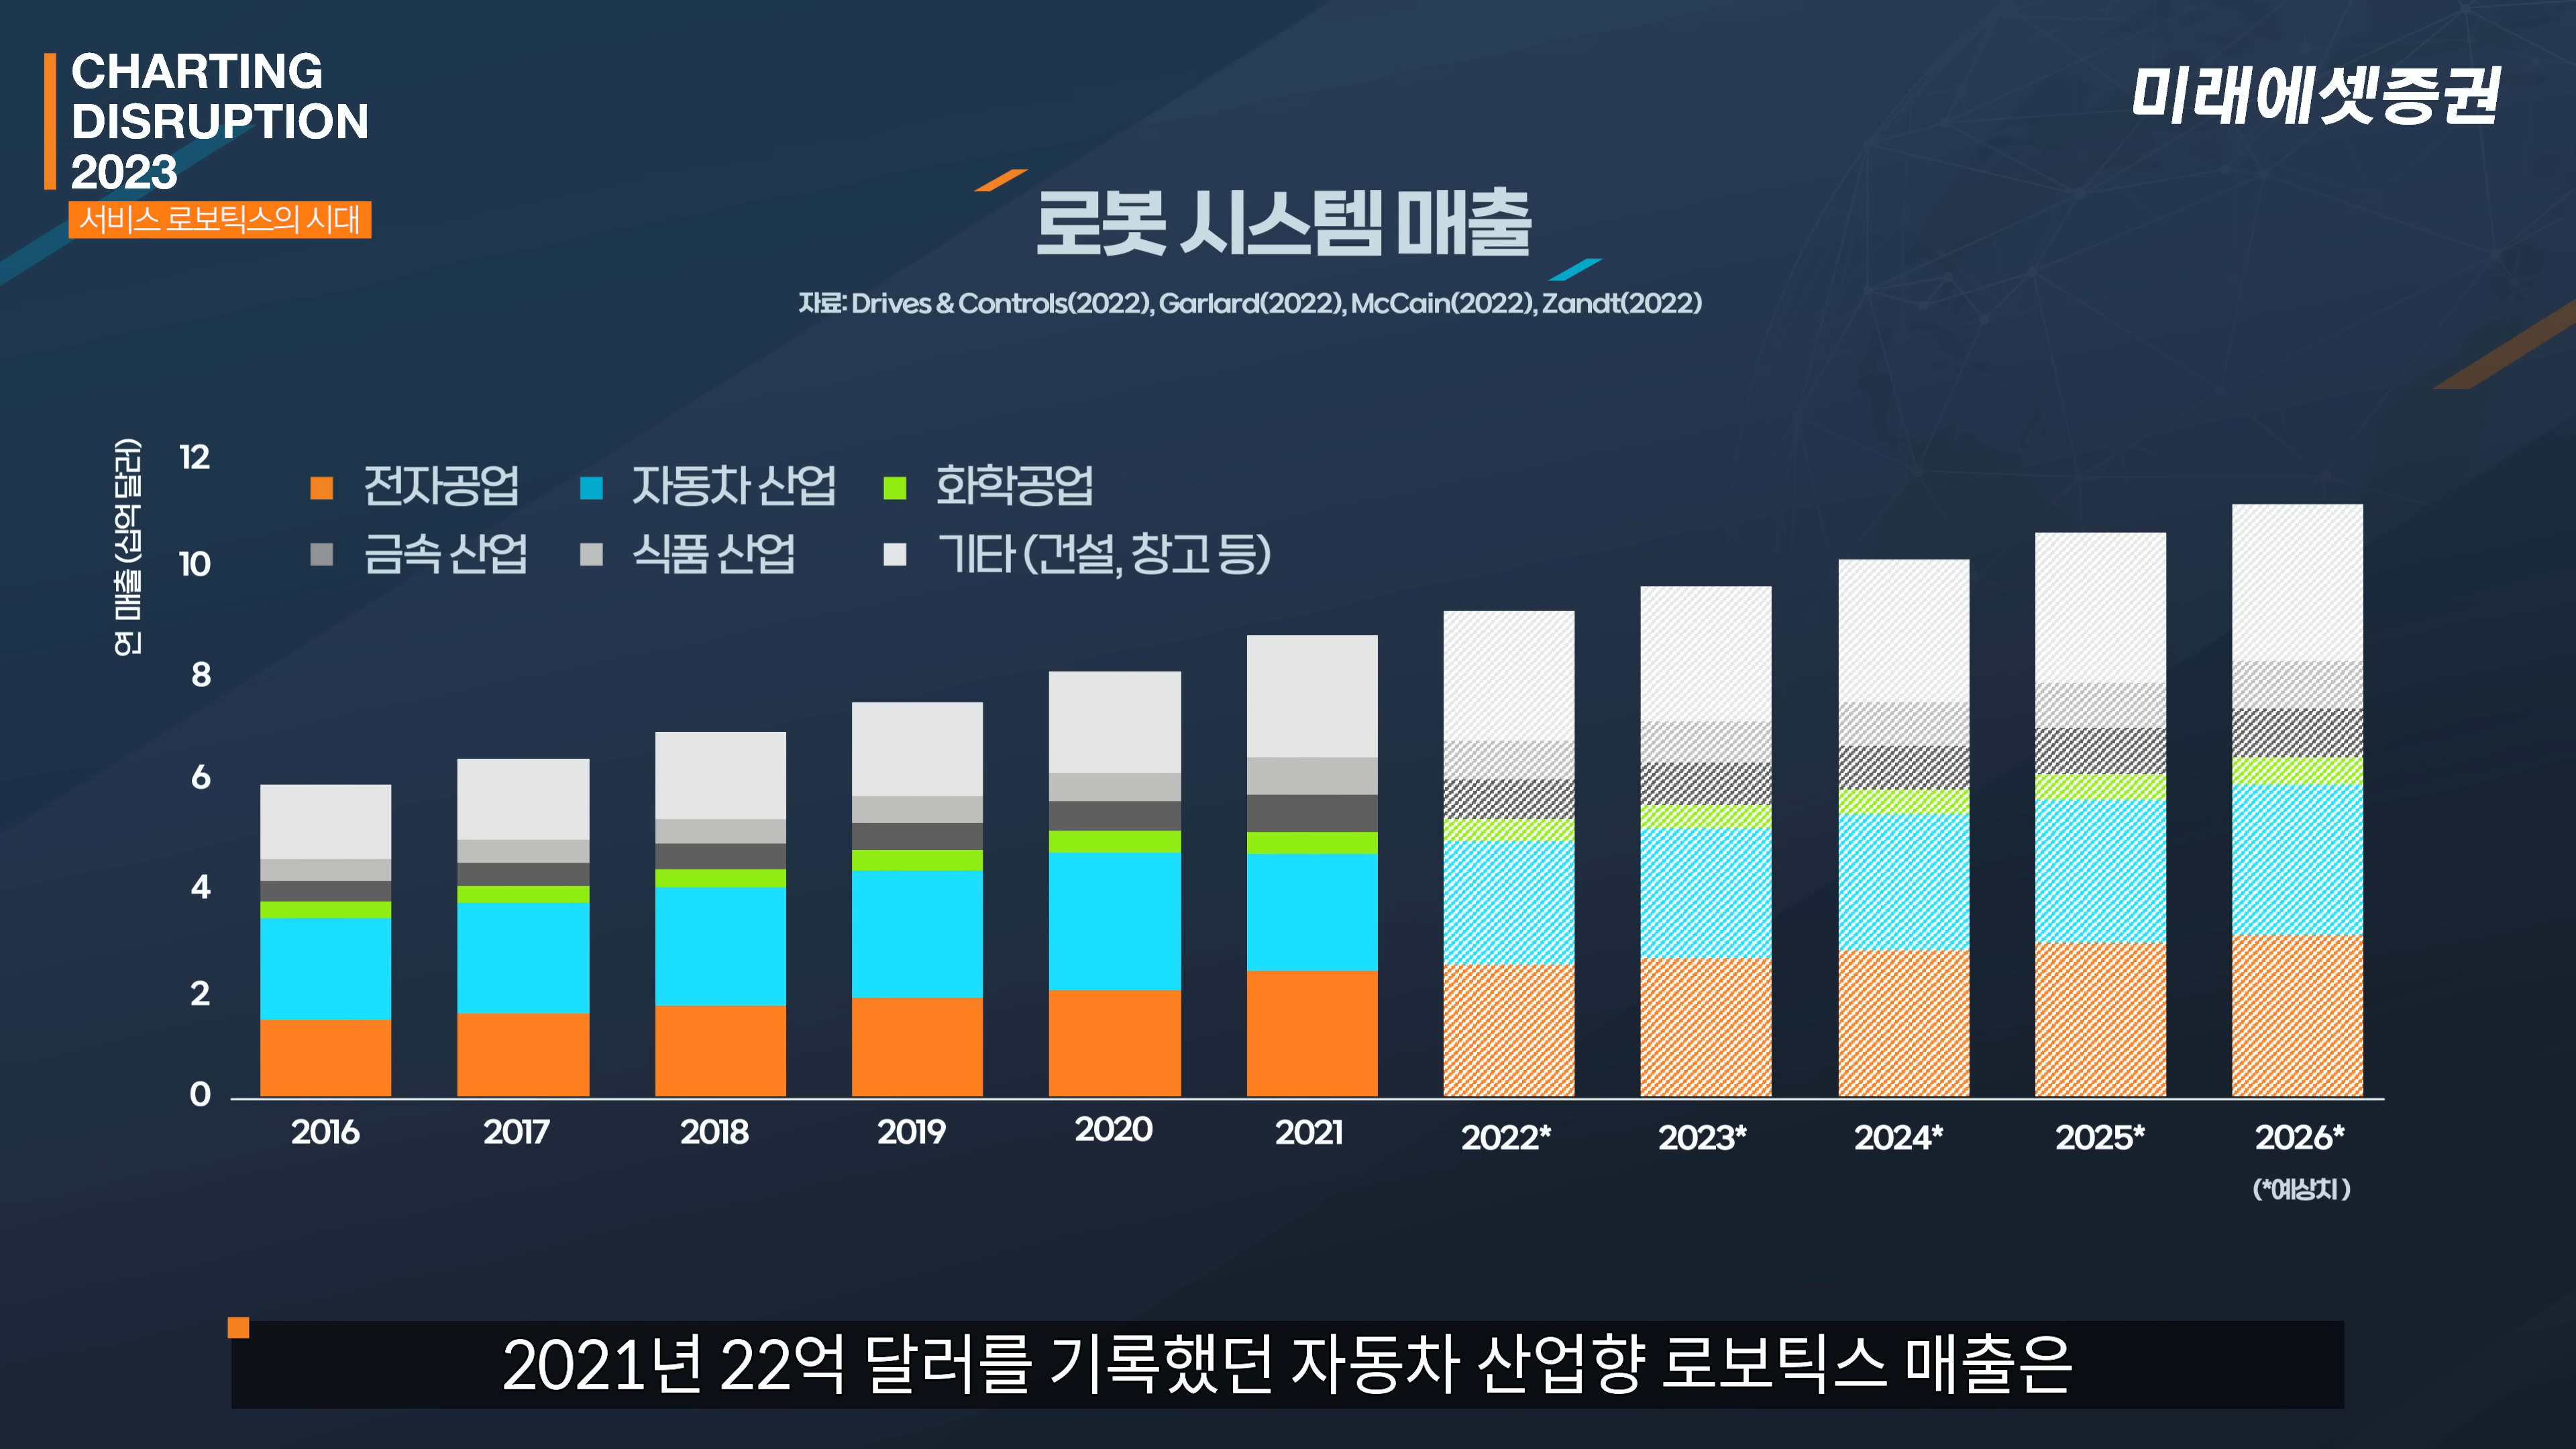 CHARTING
DISRUPTION
2023
서비스 로보틱스의 시대
미래에셋증권
로봇 시스템 매출
자료: Drives & Controls(2022), Garlard(2022), McCain(2022), Zandt(2022)
연 매출 (십억 달러)
12
10
8
6
4
2
0
전자공업 자동차 산업 화학공업
금속 산업 식품 산업 기타 (건설, 창고 등)
2016 2017 2018 2019 2020 2021 2022* 2023* 2024* 2025* 2026*
(*예상치)
2021년 22억 달러를 기록했던 자동차 산업향 로보틱스 매출은